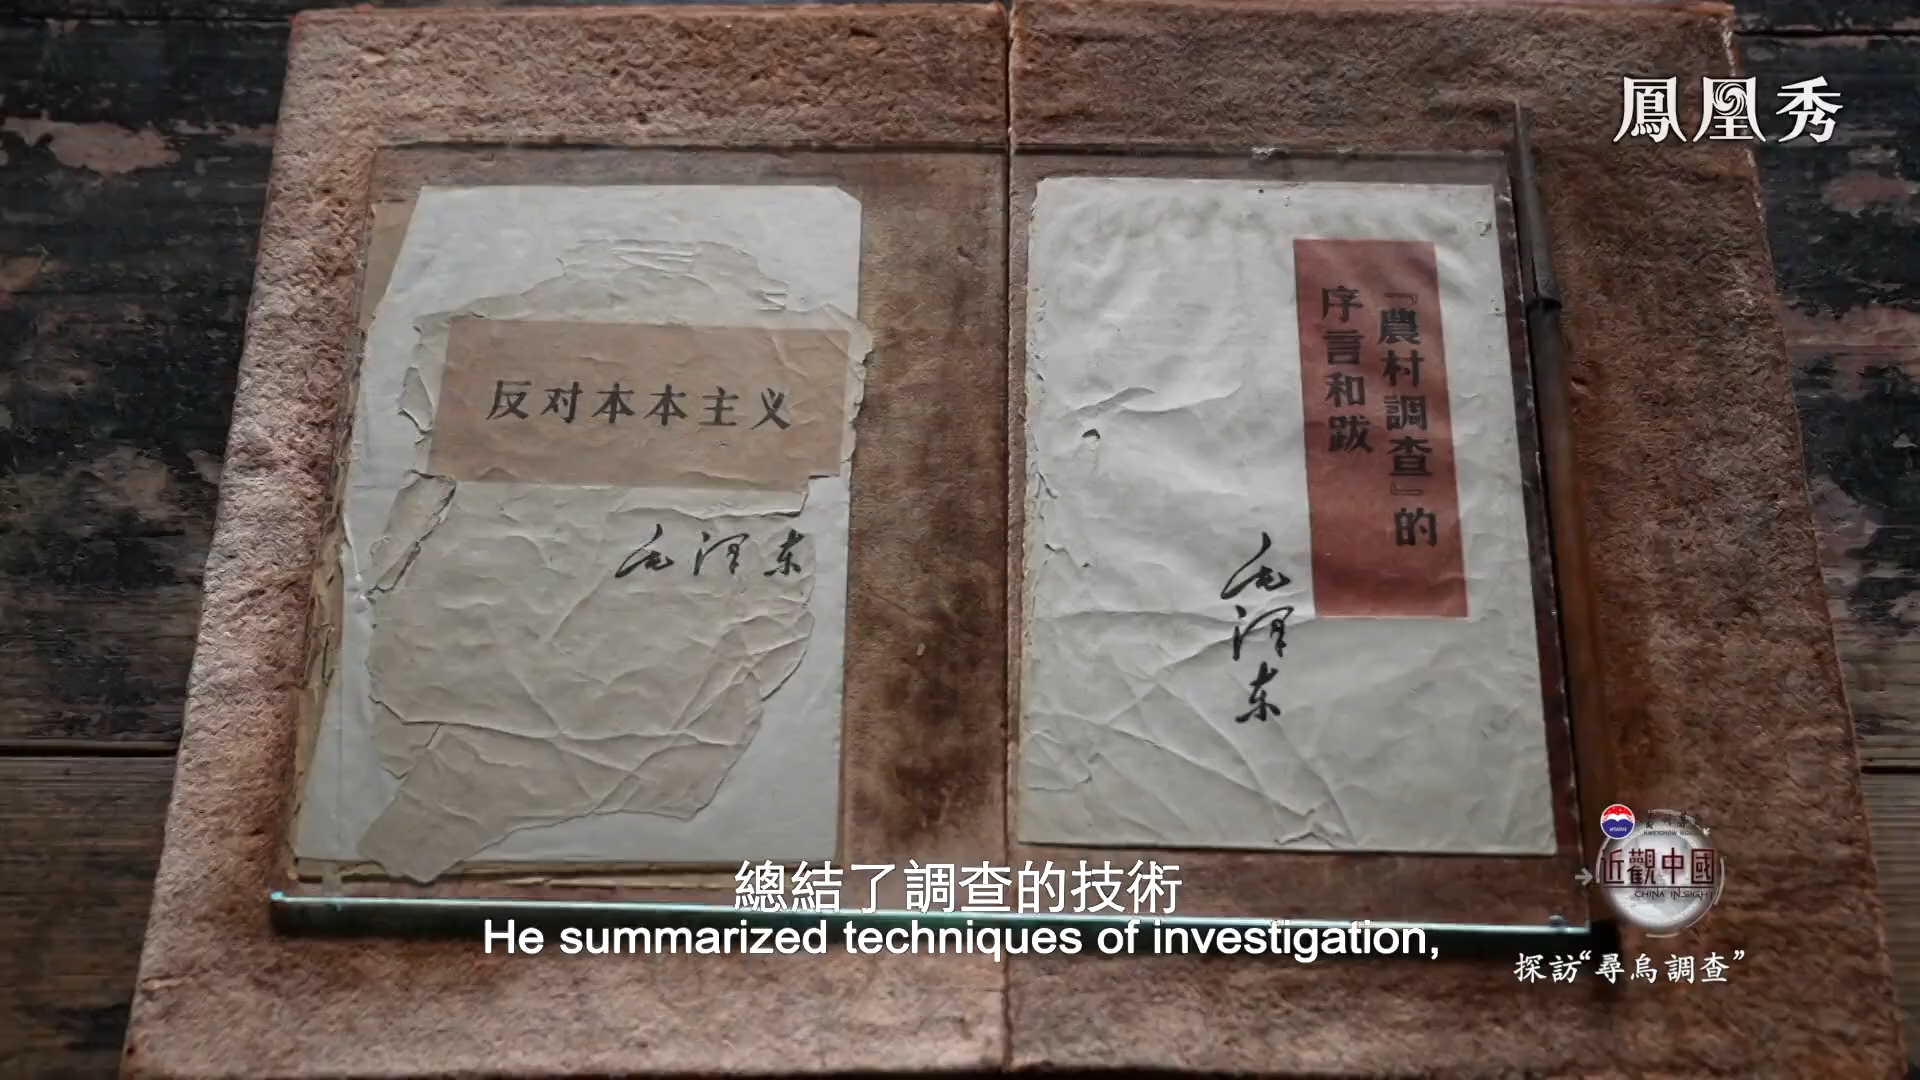 鳳凰秀
反对本本主义
毛泽东
『農村調查』的
序言和跋
毛泽东
總結了調查的技術
He summarized techniques of investigation,
近觀中國
CHINA INSIGHT
探訪“尋烏調查”